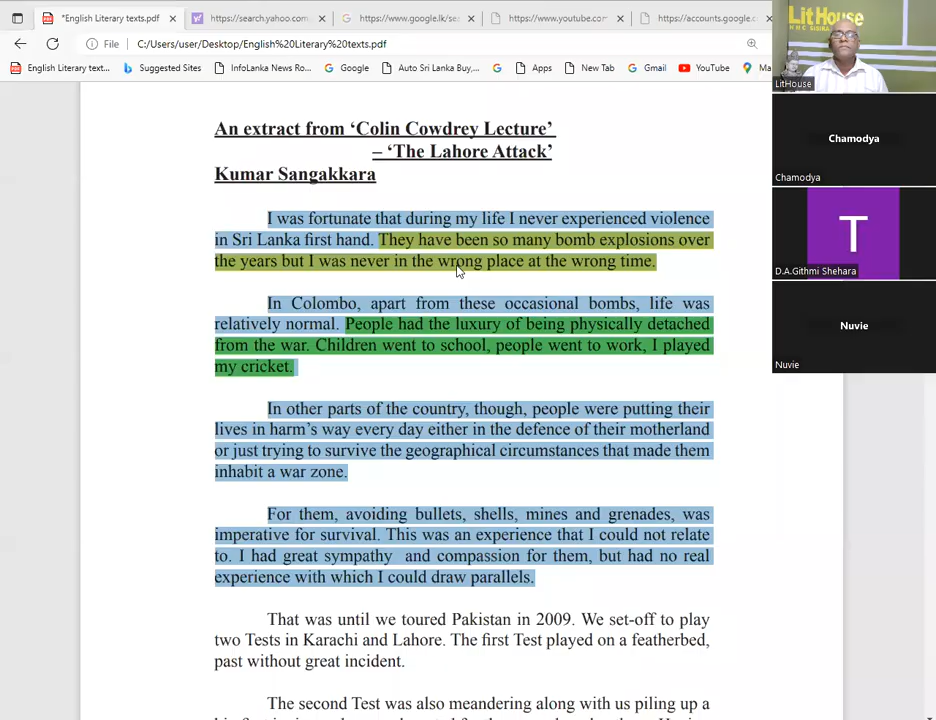 *English Literary texts.pdf
https://search.yahoo.com
https://www.google.lk/se
https://www.youtube.com
https://accounts.google.c
File
C:/Users/user/Desktop/English%20Literary%20texts.pdf
English Literary text...
Suggested Sites
InfoLanka News Ro...
Google
Auto Sri Lanka Buy,...
Apps
New Tab
Gmail
YouTube
Ma
LitHouse
LitHouse
Chamodya
Chamodya
T
D.A.Githmi Shehara
Nuvie
Nuvie
An extract from ‘Colin Cowdrey Lecture’
– ‘The Lahore Attack’
Kumar Sangakkara
I was fortunate that during my life I never experienced violence
in Sri Lanka first hand. They have been so many bomb explosions over
the years but I was never in the wrong place at the wrong time.
In Colombo, apart from these occasional bombs, life was
relatively normal. People had the luxury of being physically detached
from the war. Children went to school, people went to work, I played
my cricket.
In other parts of the country, though, people were putting their
lives in harm’s way every day either in the defence of their motherland
or just trying to survive the geographical circumstances that made them
inhabit a war zone.
For them, avoiding bullets, shells, mines and grenades, was
imperative for survival. This was an experience that I could not relate
to. I had great sympathy and compassion for them, but had no real
experience with which I could draw parallels.
That was until we toured Pakistan in 2009. We set-off to play
two Tests in Karachi and Lahore. The first Test played on a featherbed,
past without great incident.
The second Test was also meandering along with us piling up a